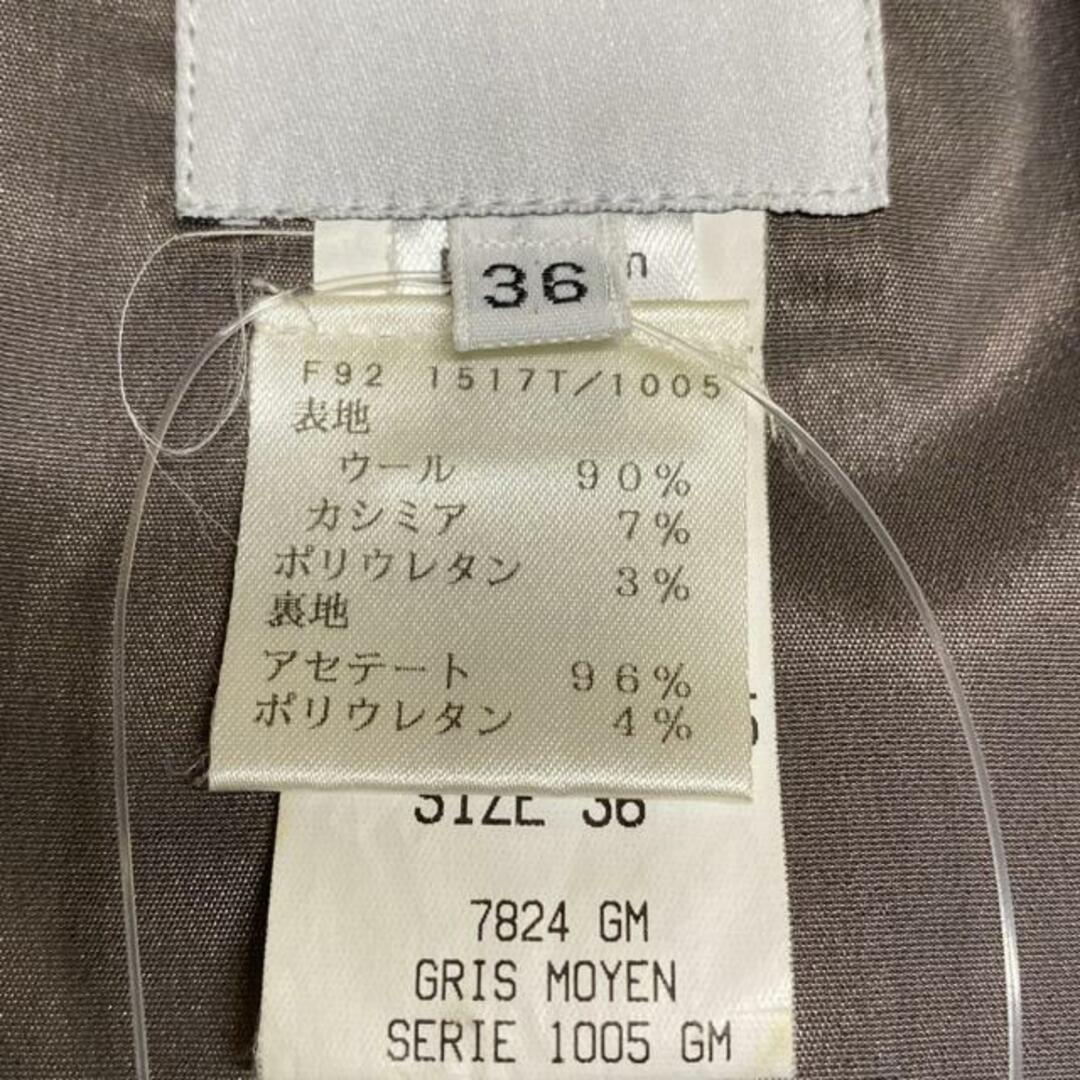 36
F92 1517T/1005
表地
ウール 90%
カシミア 7%
ポリウレタン 3%
裏地
アセテート 96%
ポリウレタン 4%
SIZE 36
7824 GM
GRIS MOYEN
SERIE 1005 GM